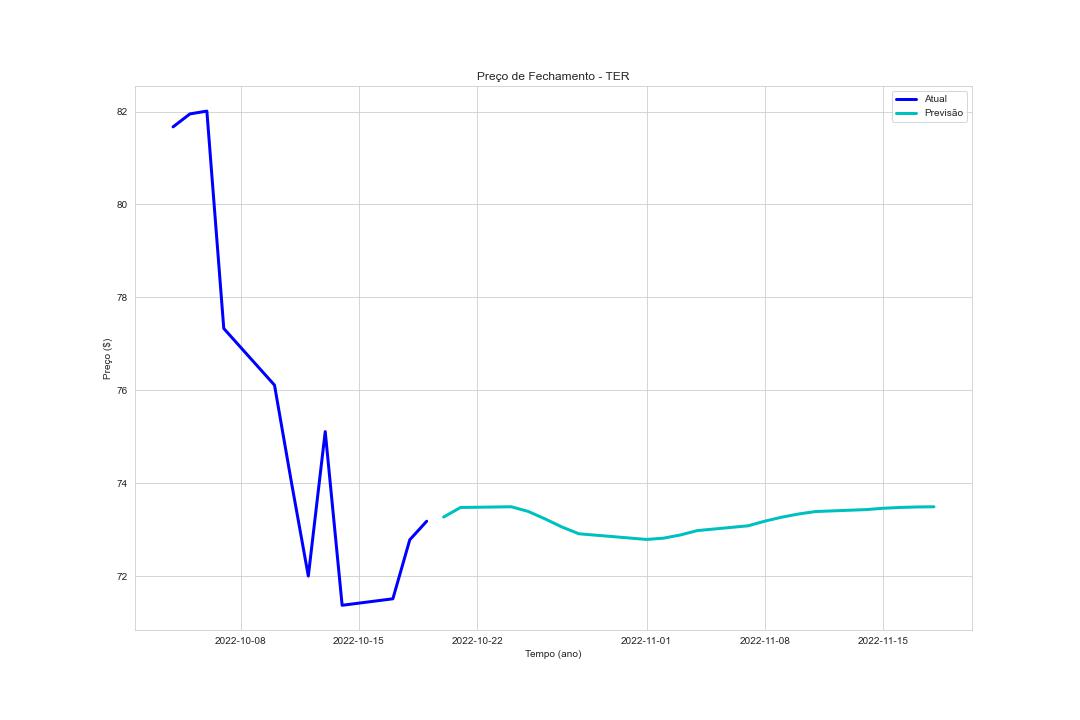 Preço de Fechamento - TER
Atual
Previsão
82
80
78
76
74
72
Preço ($)
2022-10-08
2022-10-15
2022-10-22
2022-11-01
2022-11-08
2022-11-15
Tempo (ano)